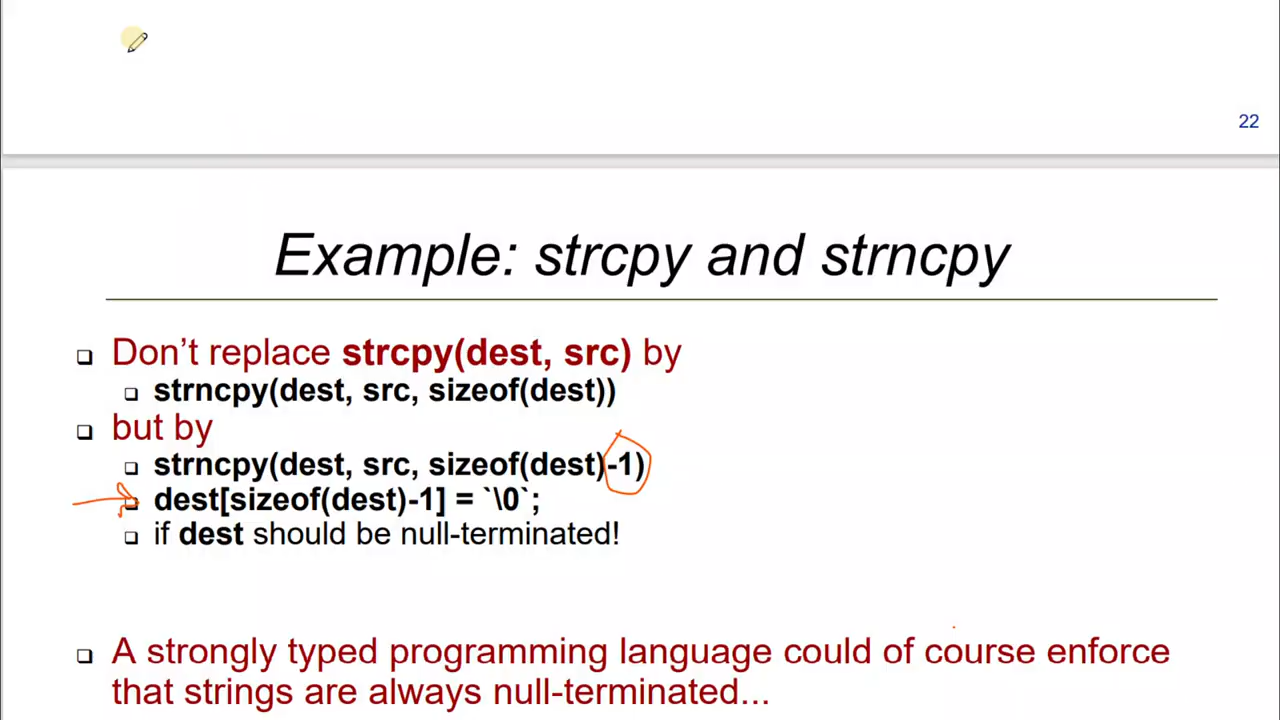 22
Example: strcpy and strncpy
❑ Don't replace strcpy(dest, src) by
❑ strncpy(dest, src, sizeof(dest))
❑ but by
❑ strncpy(dest, src, sizeof(dest)-1)
❑ dest[sizeof(dest)-1] = `\0`;
❑ if dest should be null-terminated!
❑ A strongly typed programming language could of course enforce
that strings are always null-terminated...